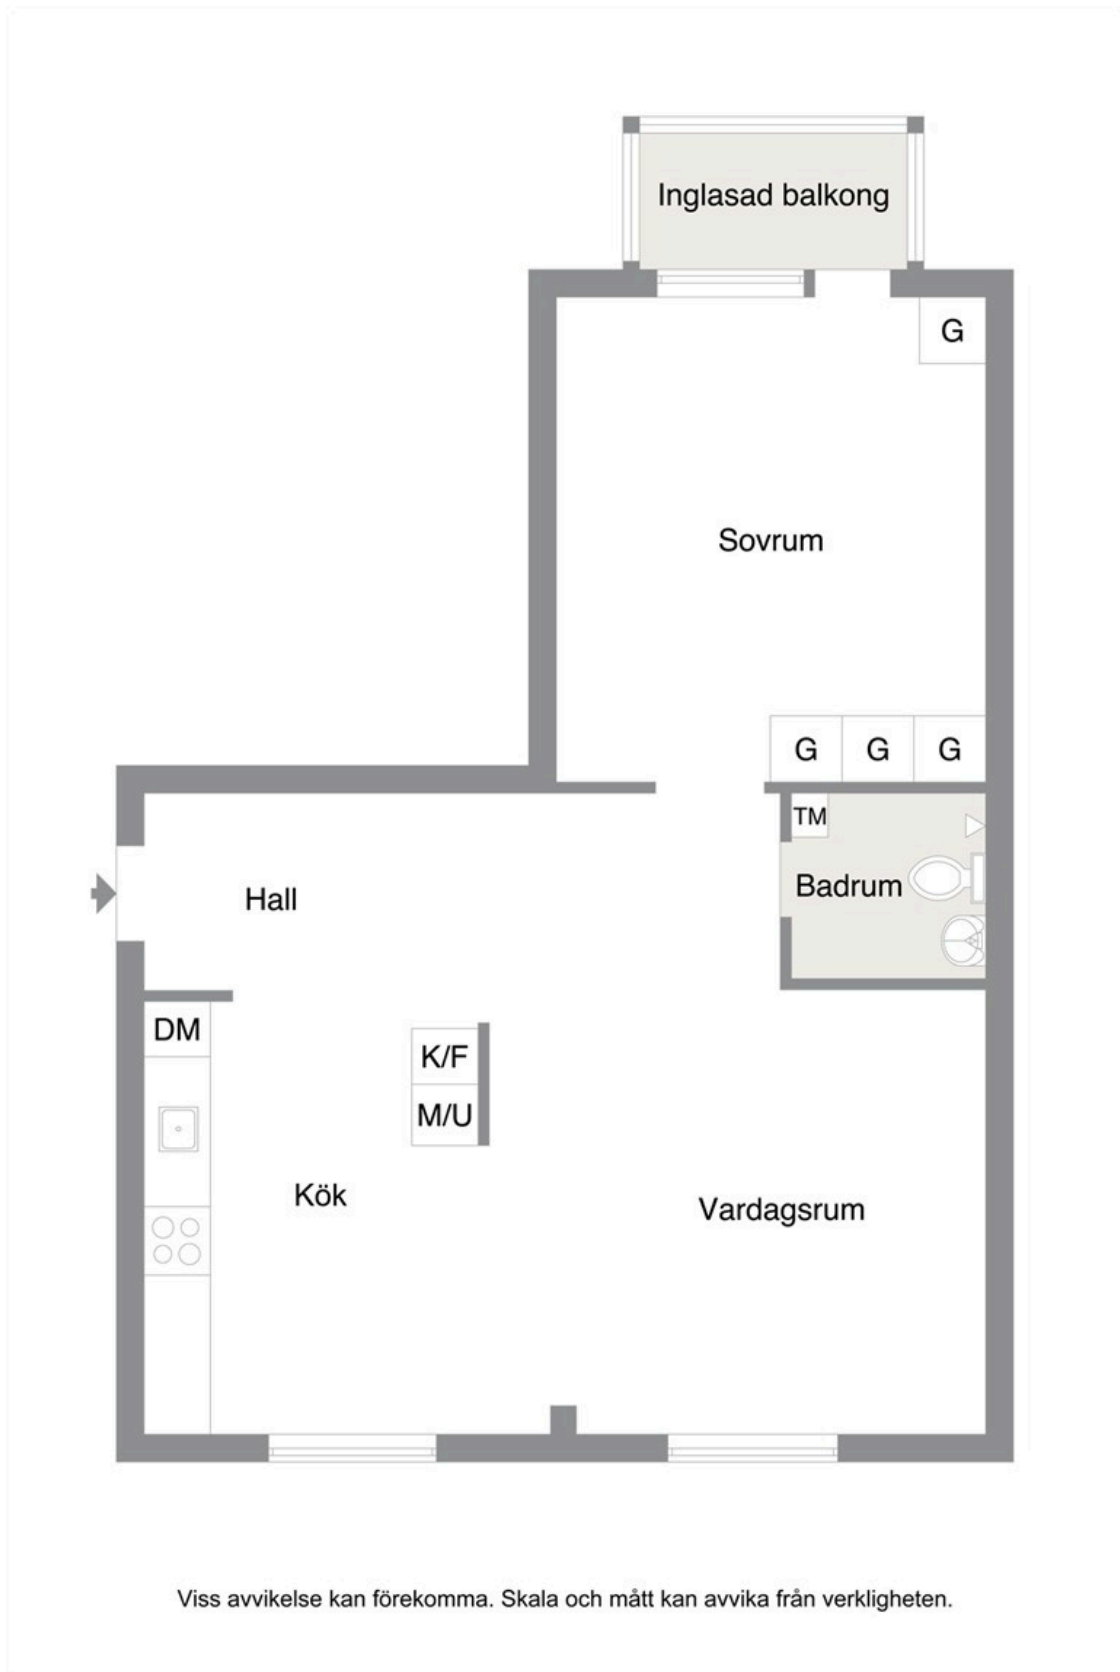 Inglasad balkong
G
Sovrum
G G G
TM
Badrum
Hall
DM
K/F
M/U
Kök
Vardagsrum
Viss avvikelse kan förekomma. Skala och mått kan avvika från verkligheten.